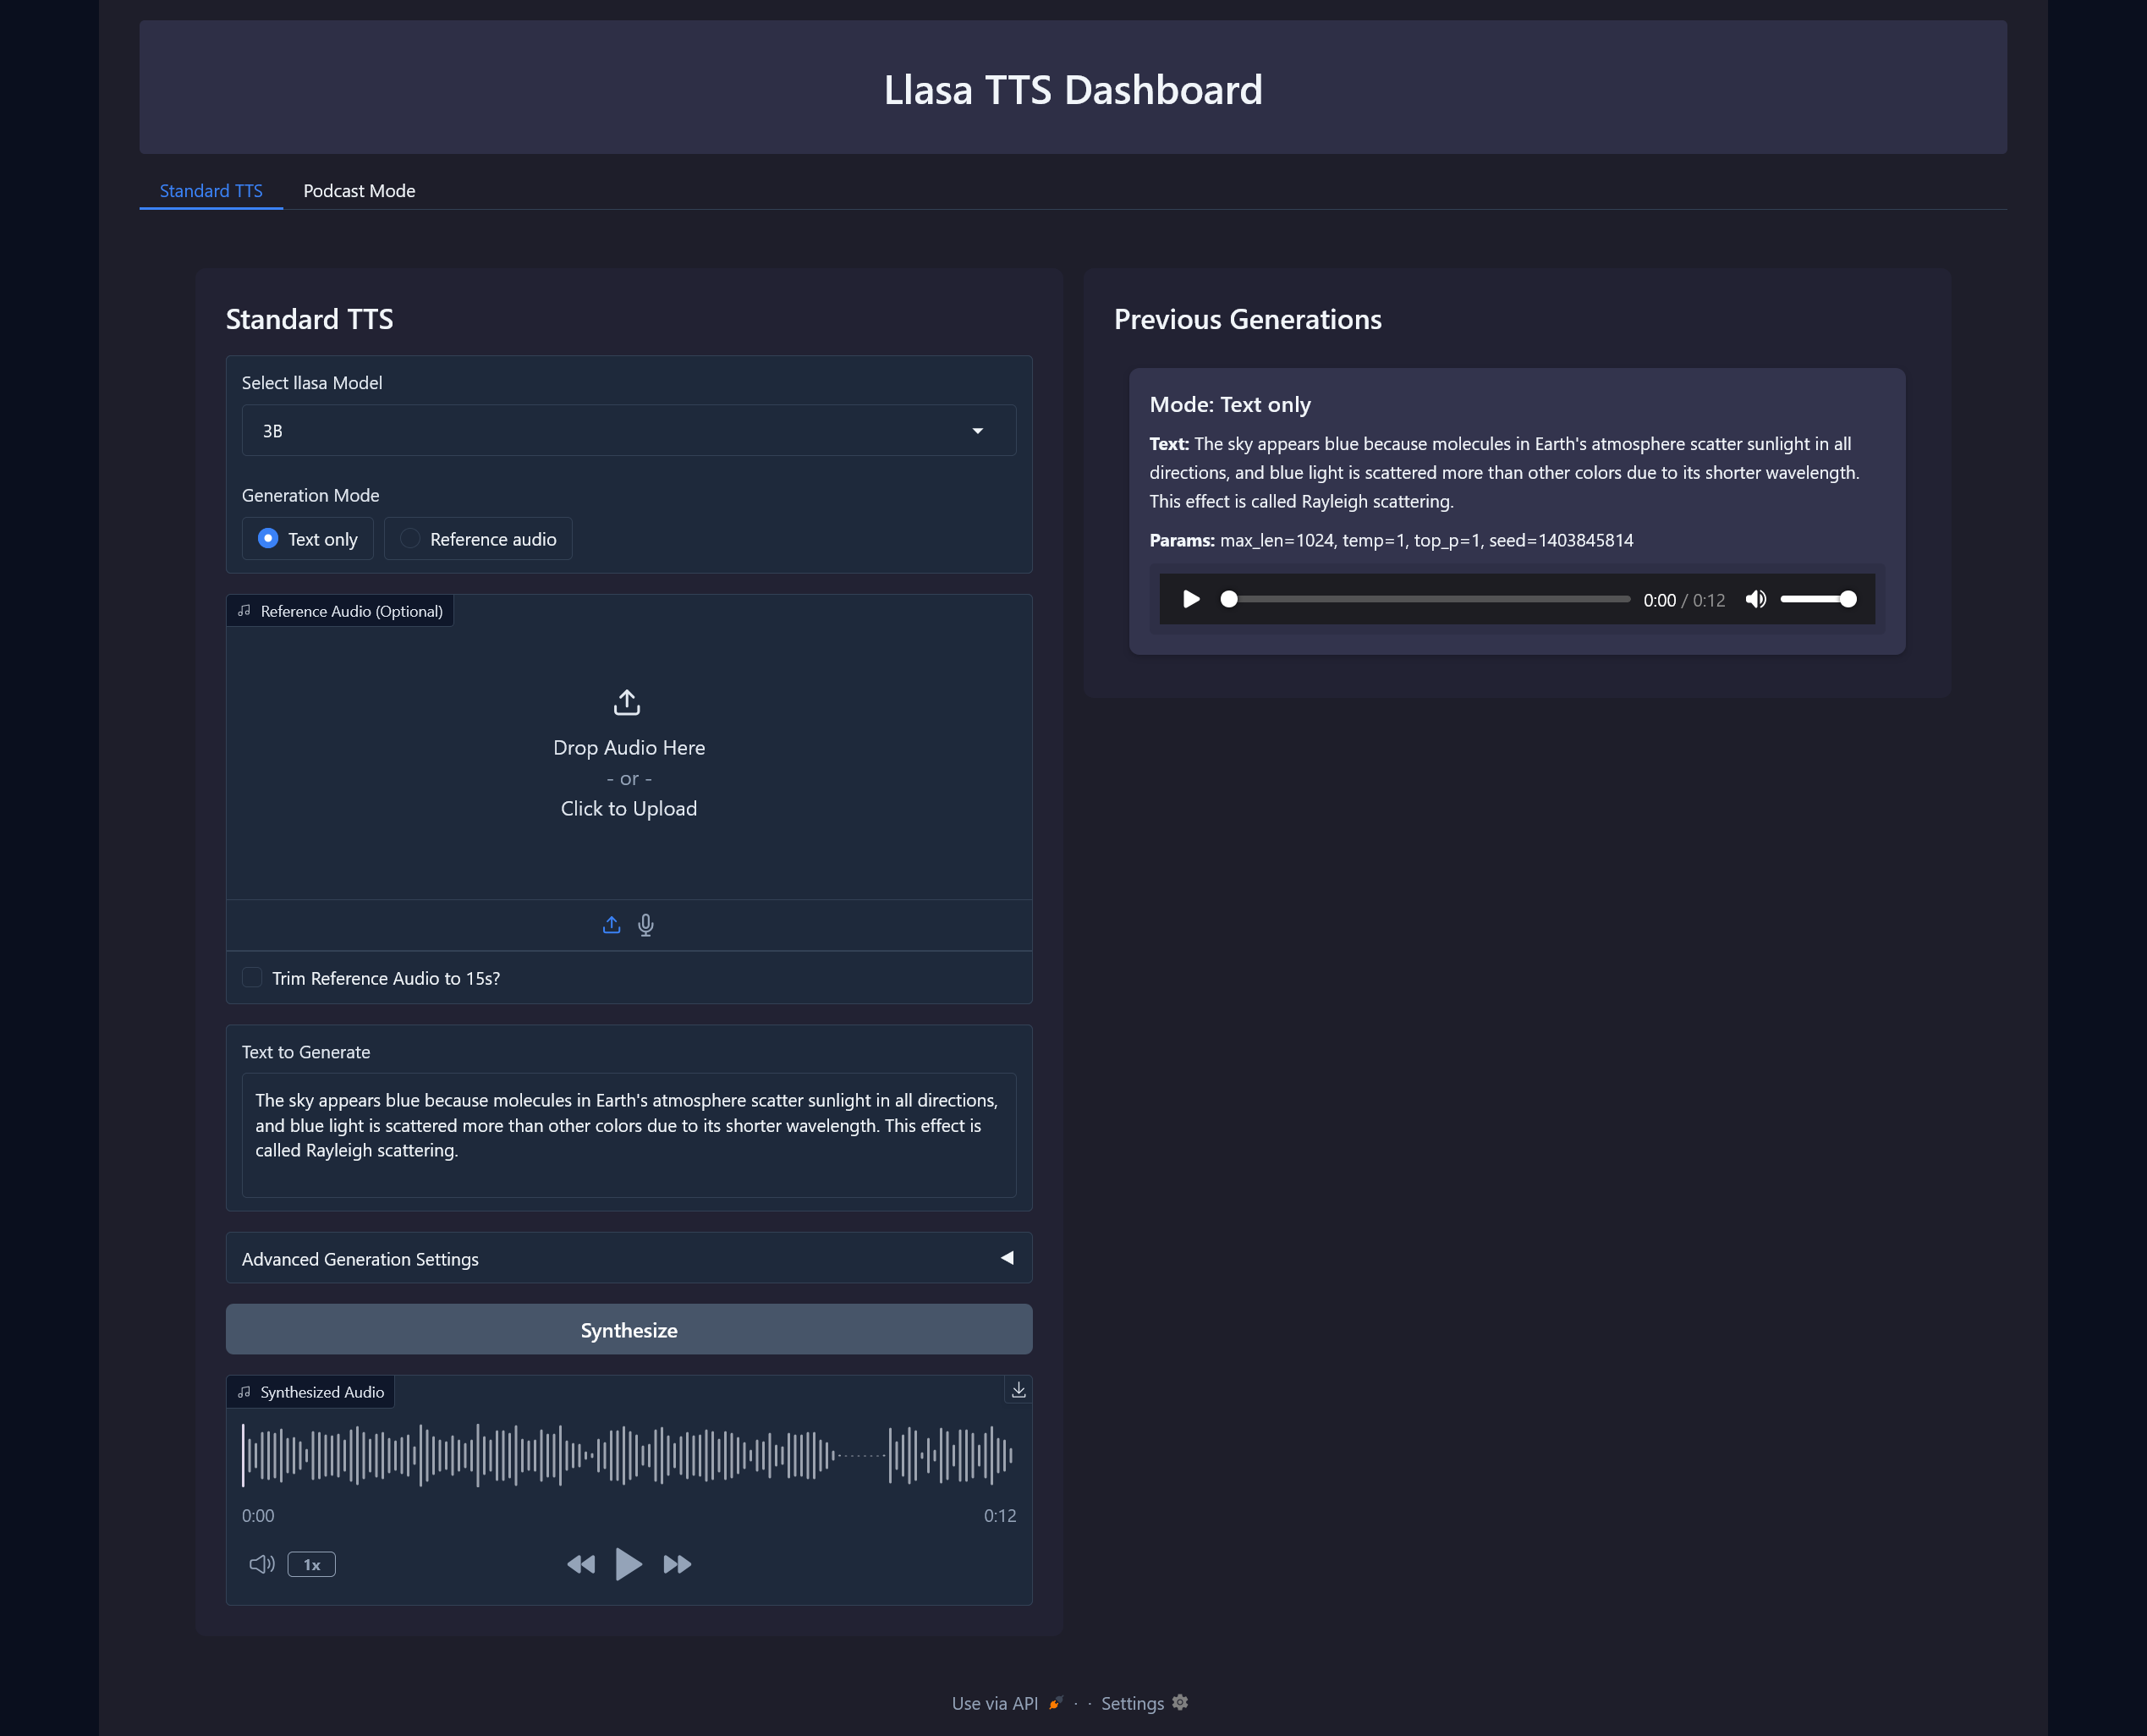 Llasa TTS Dashboard
Standard TTS
Podcast Mode
Standard TTS
Select llasa Model
3B
Generation Mode
Text only
Reference audio
Reference Audio (Optional)
Drop Audio Here
- or -
Click to Upload
Trim Reference Audio to 15s?
Text to Generate
The sky appears blue because molecules in Earth's atmosphere scatter sunlight in all directions,
and blue light is scattered more than other colors due to its shorter wavelength. This effect is
called Rayleigh scattering.
Advanced Generation Settings
Synthesize
Synthesized Audio
0:00
0:12
1x
Previous Generations
Mode: Text only
Text: The sky appears blue because molecules in Earth's atmosphere scatter sunlight in all
directions, and blue light is scattered more than other colors due to its shorter wavelength.
This effect is called Rayleigh scattering.
Params: max_len=1024, temp=1, top_p=1, seed=1403845814
0:00 / 0:12
Use via API · · Settings